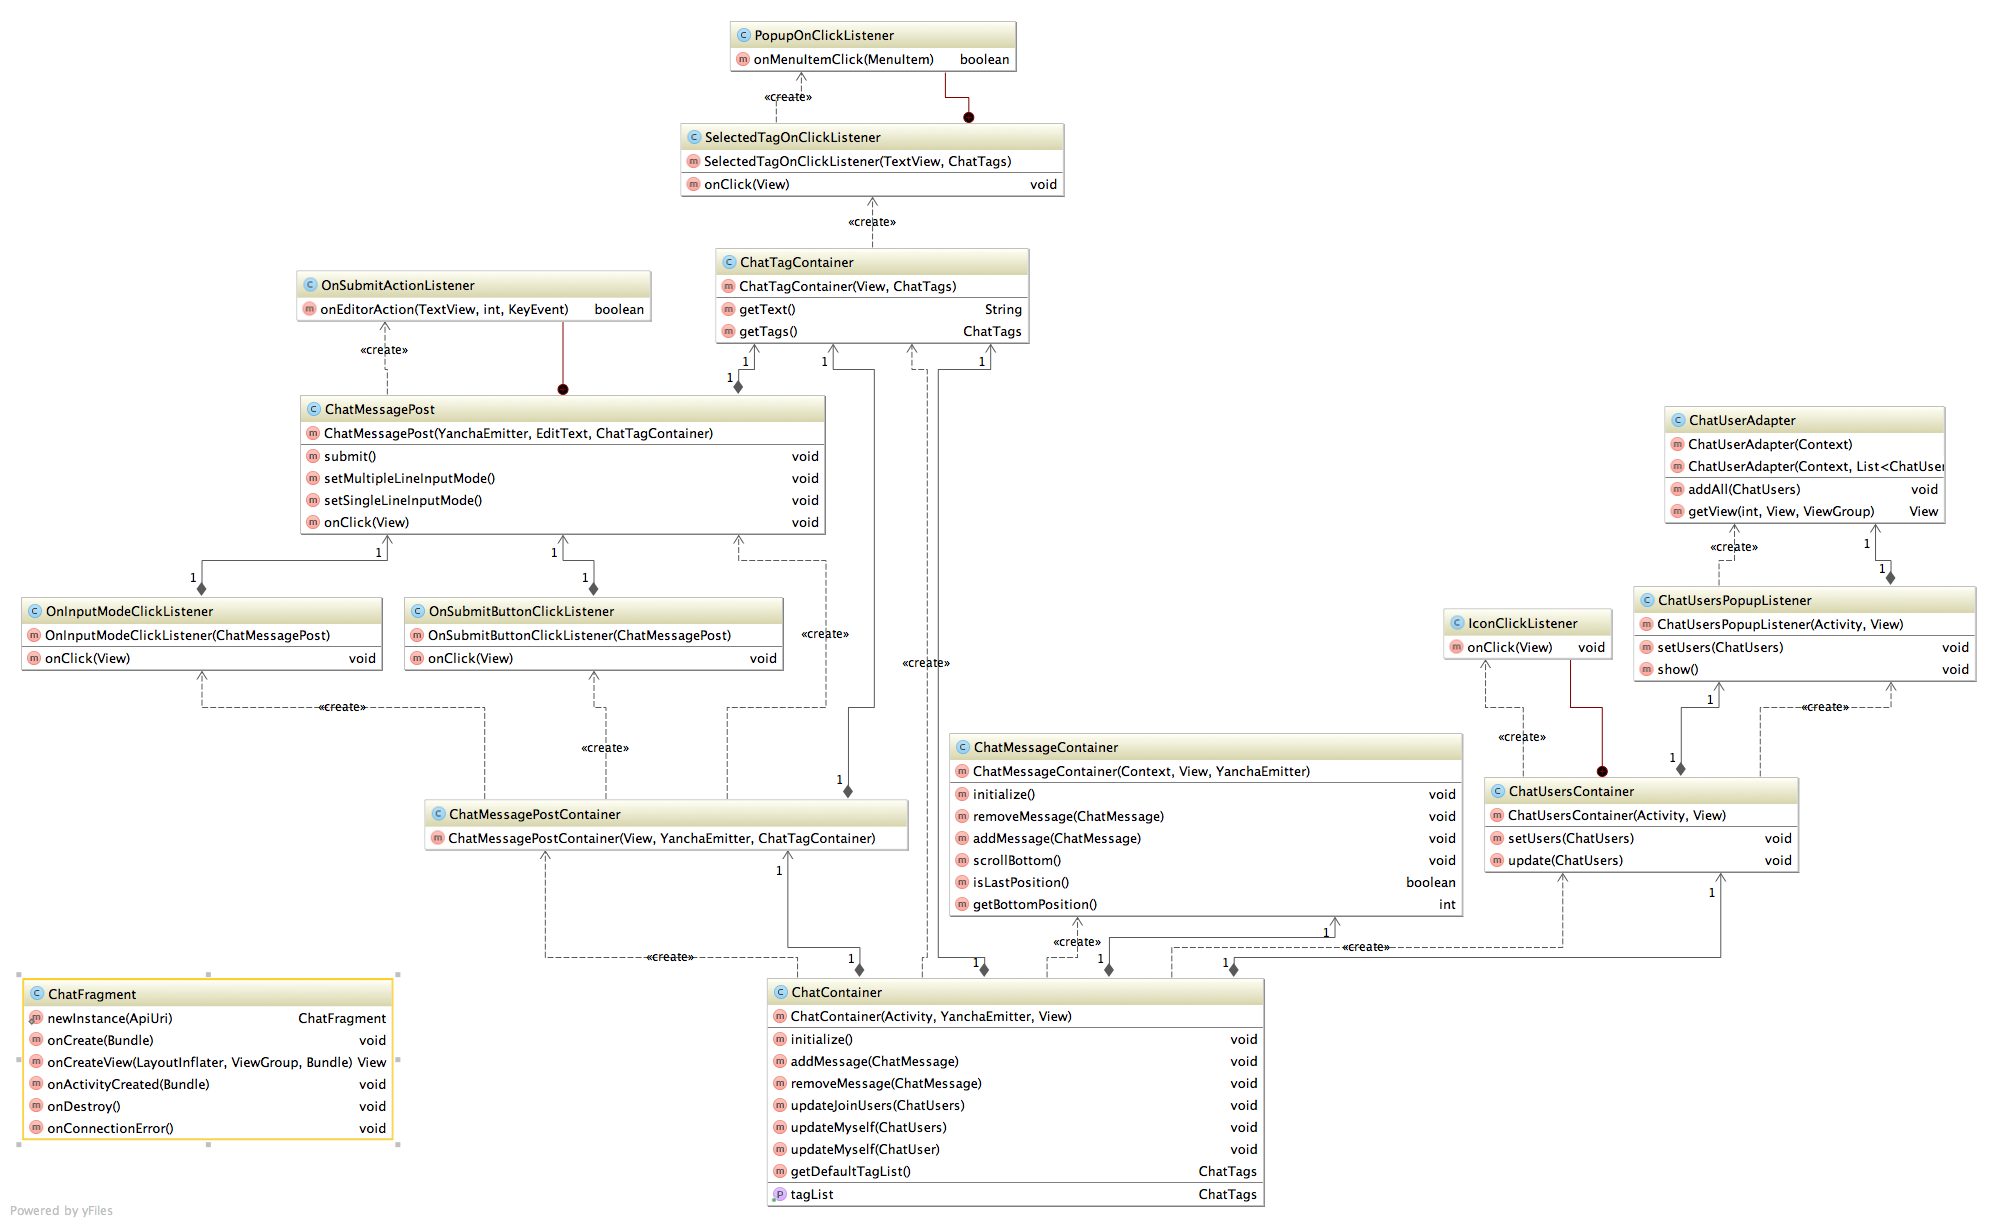 PopupOnClickListener
onMenuItemClick(MenuItem) boolean
«create»
SelectedTagOnClickListener
SelectedTagOnClickListener(TextView, ChatTags)
onClick(View) void
«create»
ChatTagContainer
ChatTagContainer(View, ChatTags)
getText() String
getTags() ChatTags
1
1
1
1
OnSubmitActionListener
onEditorAction(TextView, int, KeyEvent) boolean
«create»
ChatMessagePost
ChatMessagePost(YanchaEmitter, EditText, ChatTagContainer)
submit() void
setMultipleLineInputMode() void
setSingleLineInputMode() void
onClick(View) void
1
1
1
1
OnInputModeClickListener
OnInputModeClickListener(ChatMessagePost)
onClick(View) void
OnSubmitButtonClickListener
OnSubmitButtonClickListener(ChatMessagePost)
onClick(View) void
«create»
«create»
«create»
«create»
1
ChatMessagePostContainer
ChatMessagePostContainer(View, YanchaEmitter, ChatTagContainer)
1
ChatUserAdapter
ChatUserAdapter(Context)
ChatUserAdapter(Context, List<ChatUser
addAll(ChatUsers) void
getView(int, View, ViewGroup) View
«create»
1
1
ChatUsersPopupListener
ChatUsersPopupListener(Activity, View)
setUsers(ChatUsers) void
show() void
IconClickListener
onClick(View) void
1
«create»
«create»
1
ChatMessageContainer
ChatMessageContainer(Context, View, YanchaEmitter)
initialize() void
removeMessage(ChatMessage) void
addMessage(ChatMessage) void
scrollBottom() void
isLastPosition() boolean
getBottomPosition() int
ChatUsersContainer
ChatUsersContainer(Activity, View)
setUsers(ChatUsers) void
update(ChatUsers) void
1
1
«create»
«create»
«create»
1
1
1
1
ChatFragment
newInstance(ApiUri) ChatFragment
onCreate(Bundle) void
onCreateView(LayoutInflater, ViewGroup, Bundle) View
onActivityCreated(Bundle) void
onDestroy() void
onConnectionError() void
ChatContainer
ChatContainer(Activity, YanchaEmitter, View)
initialize() void
addMessage(ChatMessage) void
removeMessage(ChatMessage) void
updateJoinUsers(ChatUsers) void
updateMyself(ChatUsers) void
updateMyself(ChatUser) void
getDefaultTagList() ChatTags
tagList ChatTags
Powered by yFiles